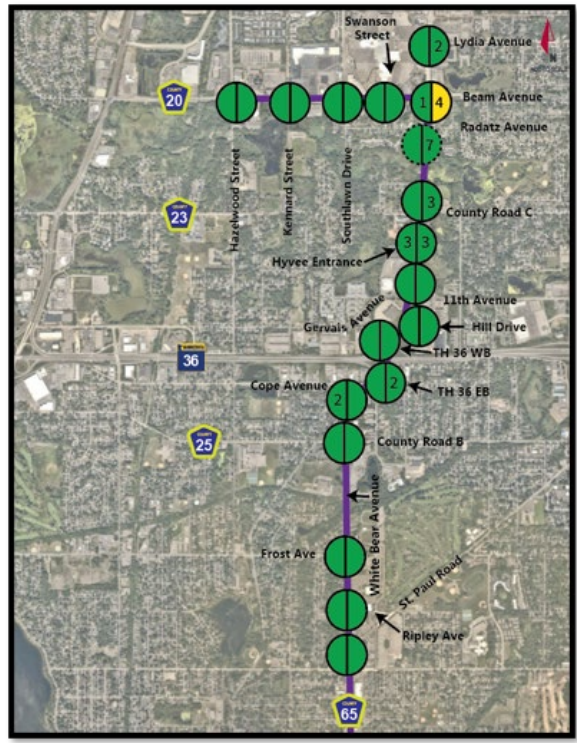 Swanson
Street
2
Lydia Avenue
N
COUNTY
20
1
4
Beam Avenue
Radatz Avenue
7
Hazelwood Street
Kennard Street
Southlawn Drive
COUNTY
23
3
County Road C
3
3
Hyvee Entrance
11th Avenue
Gervais Avenue
Hill Drive
TH 36 WB
MINNESOTA
36
Cope Avenue
2
2
TH 36 EB
COUNTY
25
County Road B
White Bear Avenue
Frost Ave
St. Paul Road
Ripley Ave
COUNTY
65